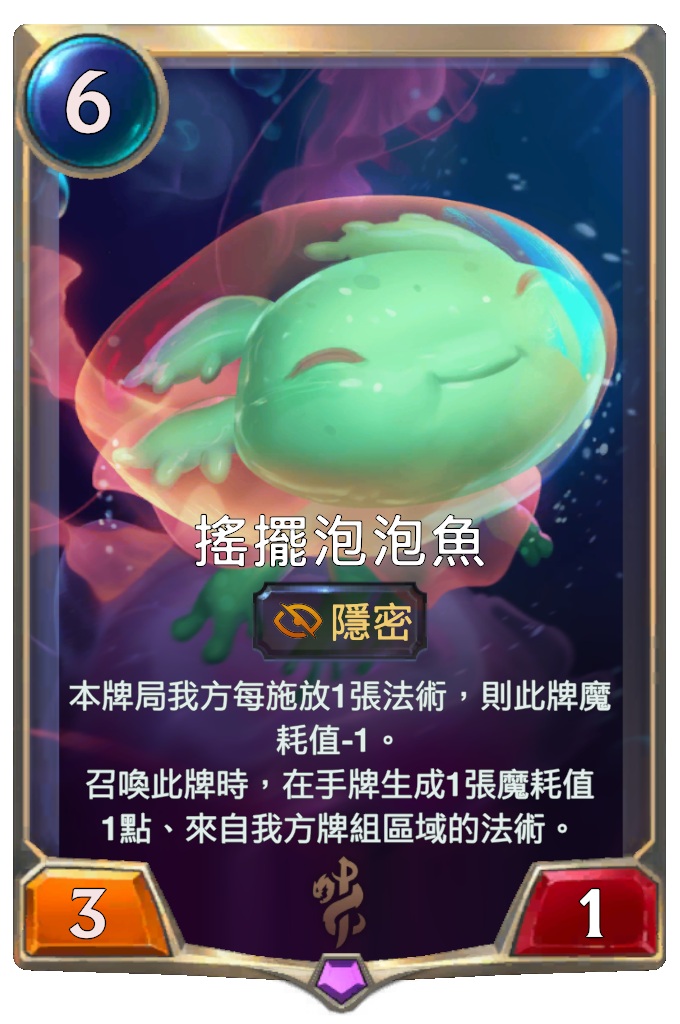 6
搖擺泡泡魚
隱密
本牌局我方每施放1張法術，則此牌魔
耗值-1。
召喚此牌時，在手牌生成1張魔耗值
1點、來自我方牌組區域的法術。
3
1